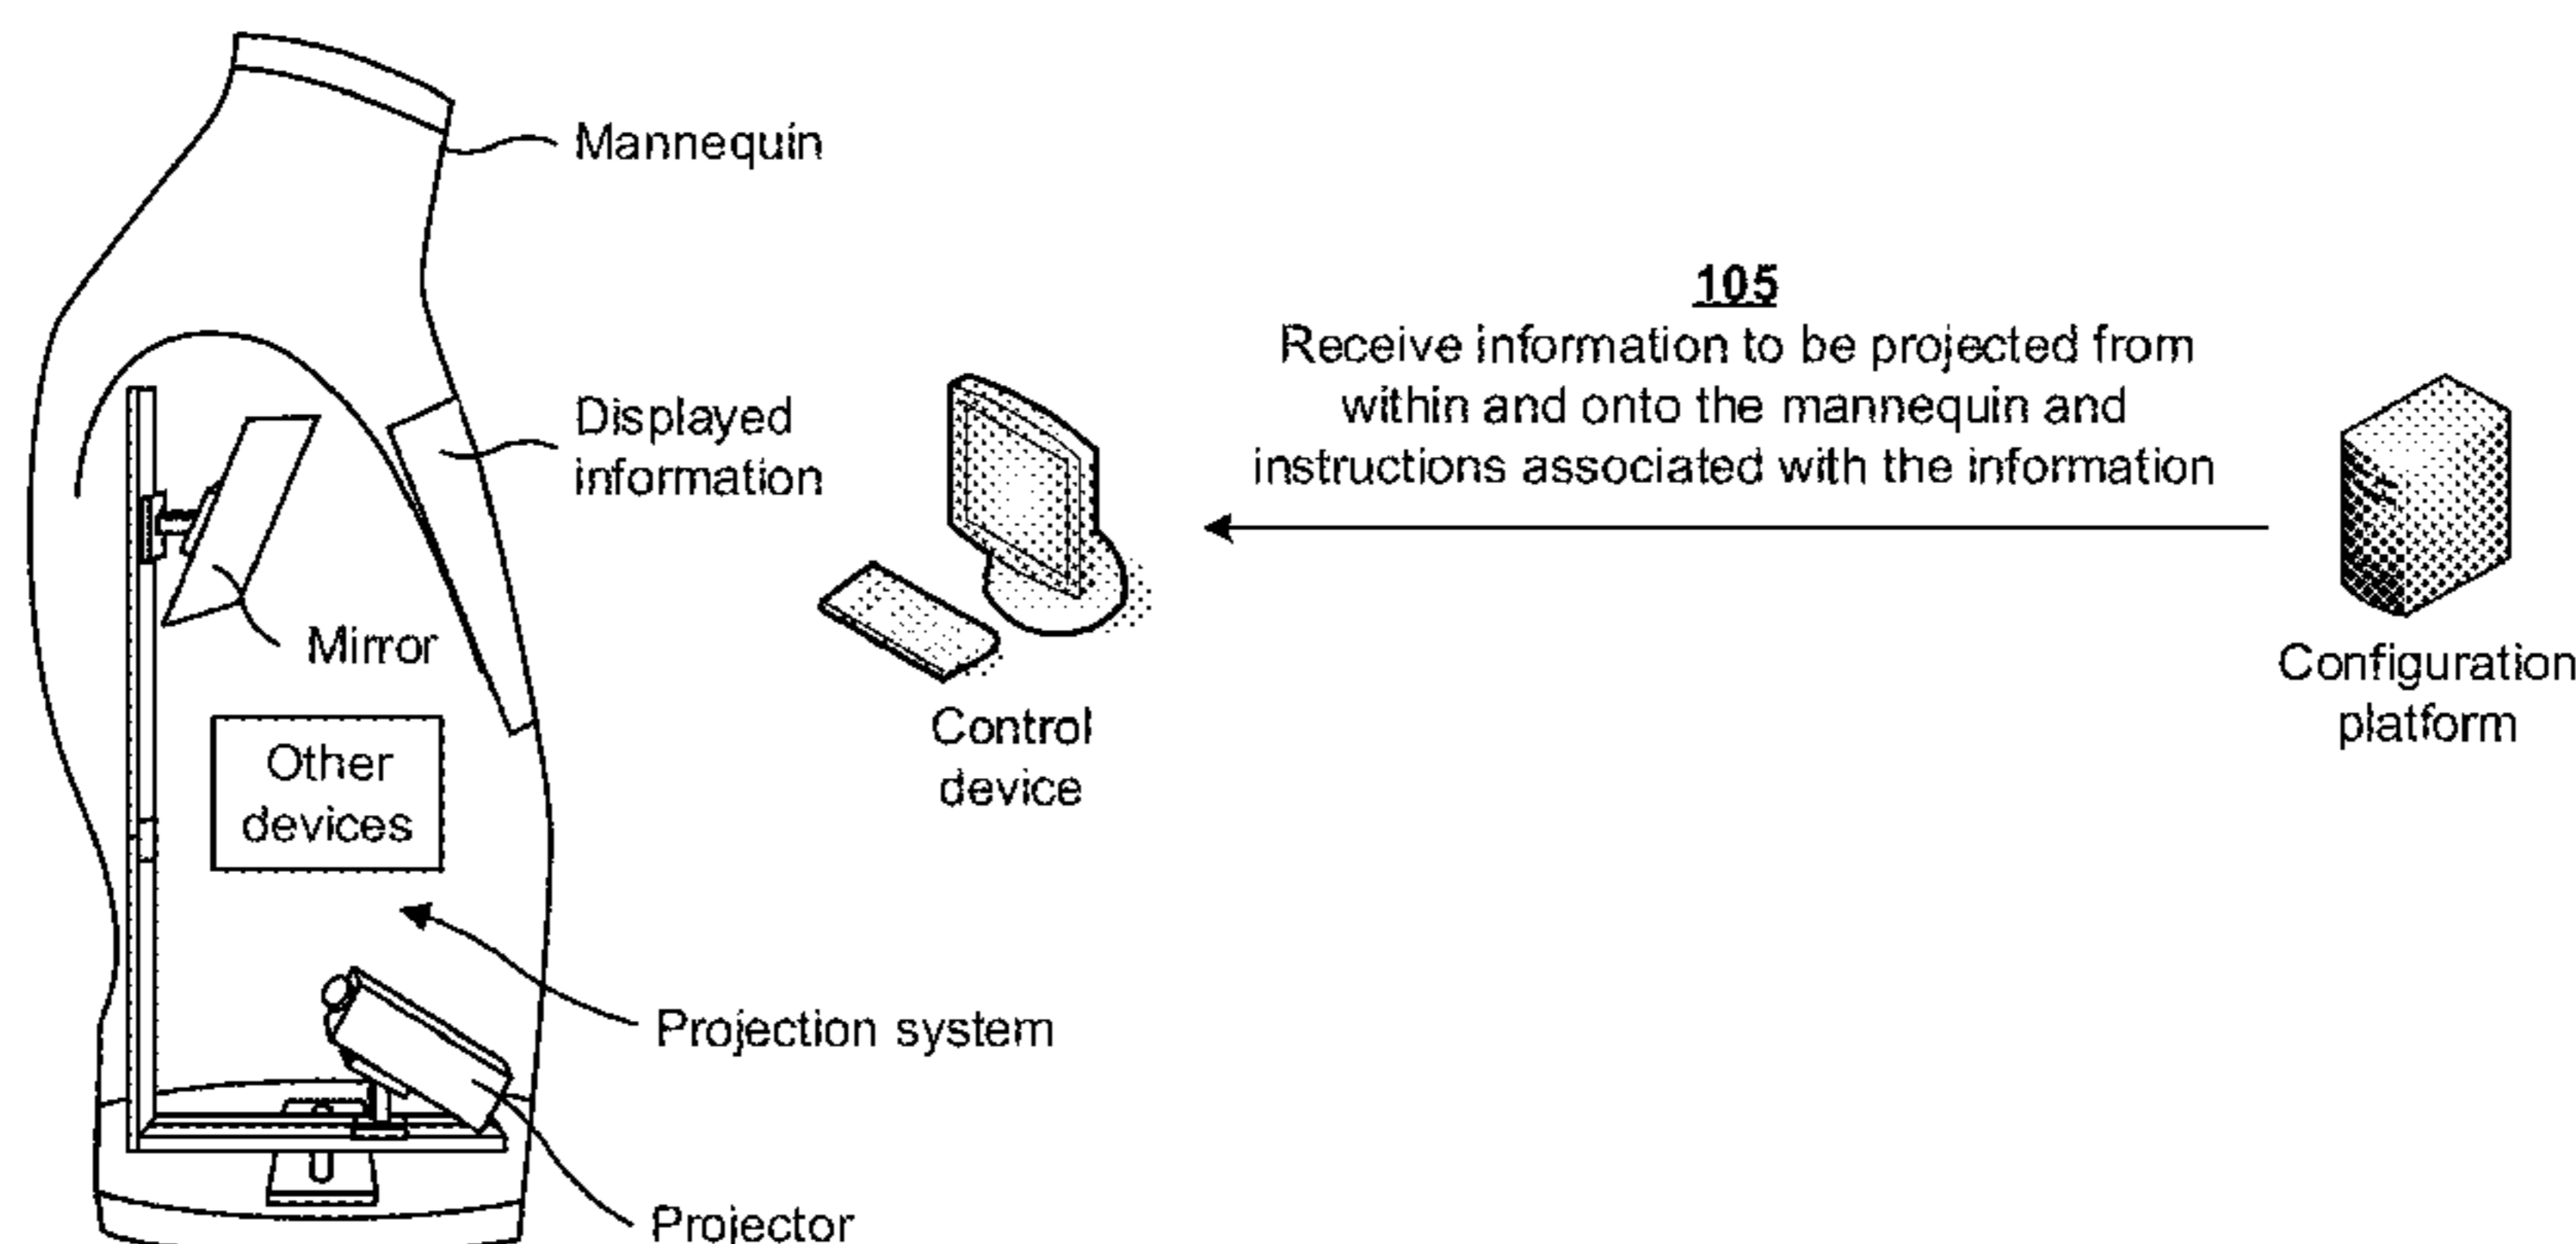 Mannequin
105
Receive information to be projected from
within and onto the mannequin and
instructions associated with the information
Displayed
information
Mirror
Other
devices
Control
device
Configuration
platform
Projection system
Projector